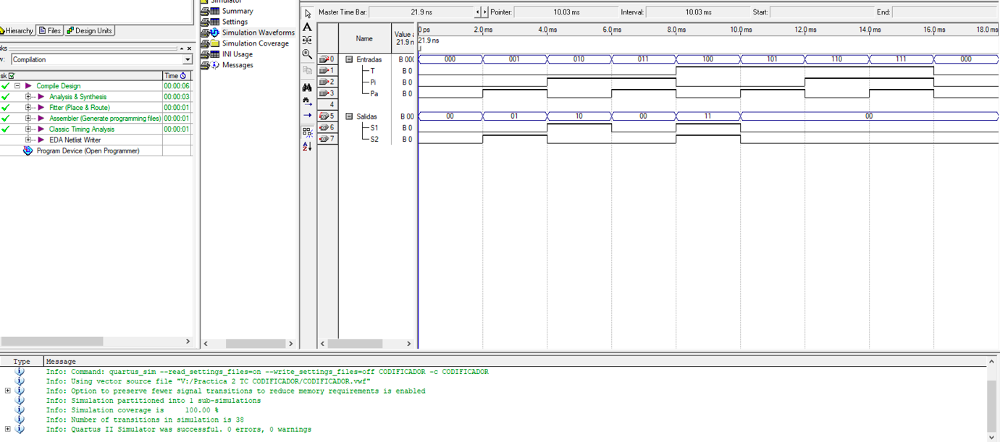 Simulator
Summary
Settings
Simulation Waveforms
Simulation Coverage
INI Usage
Messages
Hierarchy Files Design Units
Compilation
Time
Compile Design 00:00:06
Analysis & Synthesis 00:00:03
Fitter (Place & Route) 00:00:01
Assembler (Generate programming files) 00:00:01
Classic Timing Analysis 00:00:01
EDA Netlist Writer
Program Device (Open Programmer)
Master Time Bar: 21.9 ns Pointer: 10.03 ms Interval: 10.03 ms Start: End:
Name Value a 21.9 n
0 ps 2.0 ms 4.0 ms 6.0 ms 8.0 ms 10.0 ms 12.0 ms 14.0 ms 16.0 ms 18.0 ms
21.9 ns
0 Entradas B 000 000 001 010 011 100 101 110 111 000
1 T B 0
2 Pi B 0
3 Pa B 0
4
5 Salidas B 00 00 01 10 00 11 00
6 S1 B 0
7 S2 B 0
Type Message
Info: Command: quartus_sim --read_settings_files=on --write_settings_files=off CODIFICADOR -c CODIFICADOR
Info: Using vector source file "V:/Practica 2 TC CODIFICADOR/CODIFICADOR.vwf"
Info: Option to preserve fewer signal transitions to reduce memory requirements is enabled
Info: Simulation partitioned into 1 sub-simulations
Info: Simulation coverage is 100.00 %
Info: Number of transitions in simulation is 38
Info: Quartus II Simulator was successful. 0 errors, 0 warnings